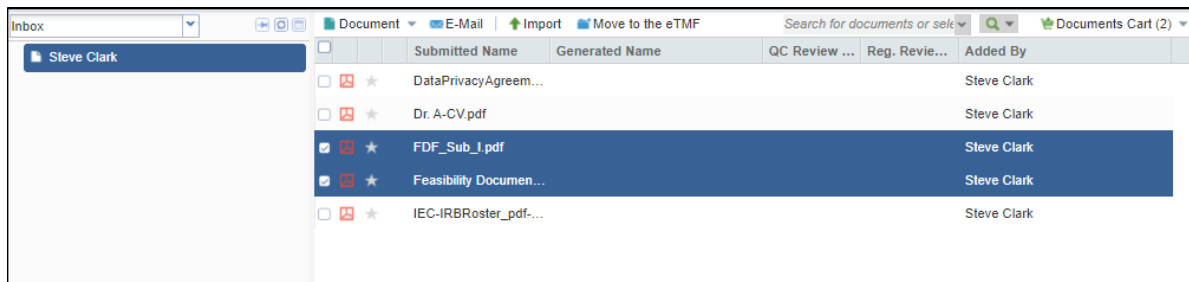 Inbox
Document E-Mail Import Move to the eTMF Search for documents or sele Documents Cart (2)
Steve Clark
Submitted Name Generated Name QC Review ... Reg. Revie... Added By
DataPrivacyAgreem... Steve Clark
Dr. A-CV.pdf Steve Clark
FDF_Sub_I.pdf Steve Clark
Feasibility Documen... Steve Clark
IEC-IRBRoster_pdf-... Steve Clark